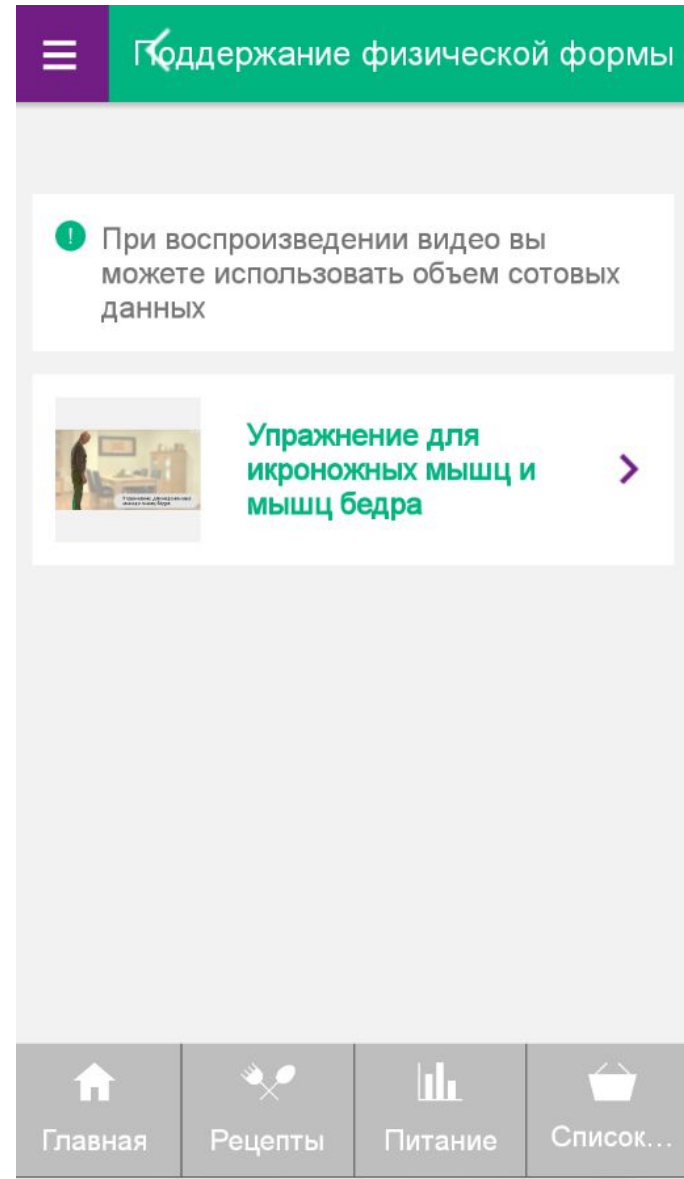 Поддержание физической формы
При воспроизведении видео вы
можете использовать объем сотовых
данных
Упражнение для
икроножных мышц и
мышц бедра
Главная
Рецепты
Питание
Список...